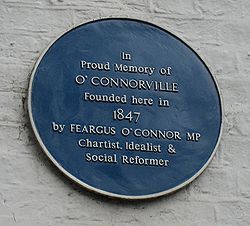 In
Proud Memory of
O'CONNORVILLE
Founded here in
1847
by FEARGUS O'CONNOR MP
Chartist, Idealist &
Social Reformer